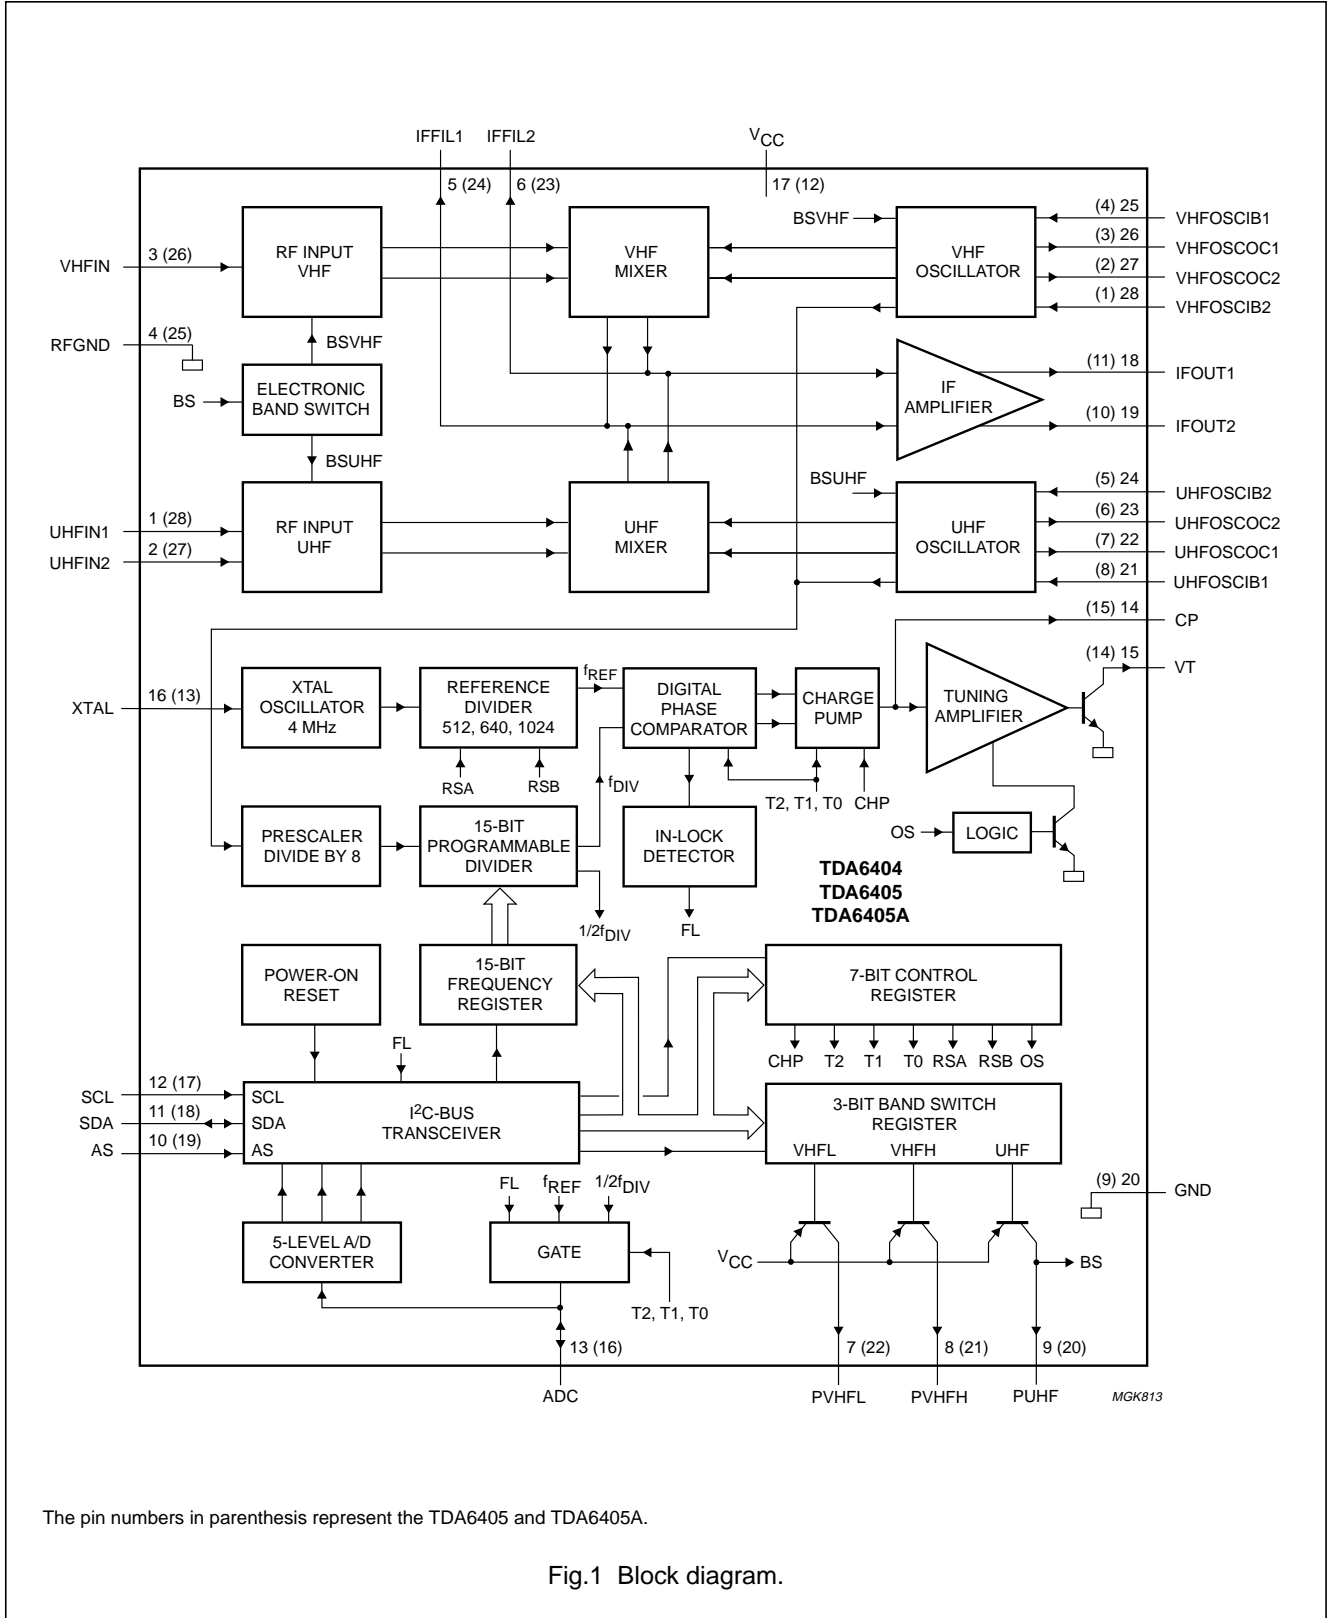 IFFIL1
IFFIL2
VCC
5 (24)
6 (23)
17 (12)
VHFIN
3 (26)
RF INPUT
VHF
VHF
MIXER
BSVHF
VHF
OSCILLATOR
(4) 25
VHFOSCIB1
(3) 26
VHFOSCOC1
(2) 27
VHFOSCOC2
(1) 28
VHFOSCIB2
RFGND
4 (25)
BSVHF
BS
ELECTRONIC
BAND SWITCH
BSUHF
IF
AMPLIFIER
(11) 18
IFOUT1
(10) 19
IFOUT2
UHFIN1
1 (28)
UHFIN2
2 (27)
RF INPUT
UHF
UHF
MIXER
BSUHF
UHF
OSCILLATOR
(5) 24
UHFOSCIB2
(6) 23
UHFOSCOC2
(7) 22
UHFOSCOC1
(8) 21
UHFOSCIB1
(15) 14
CP
(14) 15
VT
XTAL
16 (13)
XTAL
OSCILLATOR
4 MHz
REFERENCE
DIVIDER
512, 640, 1024
fREF
DIGITAL
PHASE
COMPARATOR
CHARGE
PUMP
TUNING
AMPLIFIER
RSA
RSB
fDIV
T2, T1, T0
CHP
PRESCALER
DIVIDE BY 8
15-BIT
PROGRAMMABLE
DIVIDER
IN-LOCK
DETECTOR
OS
LOGIC
TDA6404
TDA6405
TDA6405A
1/2fDIV
FL
POWER-ON
RESET
15-BIT
FREQUENCY
REGISTER
7-BIT CONTROL
REGISTER
FL
CHP
T2
T1
T0
RSA
RSB
OS
SCL
12 (17)
SCL
SDA
11 (18)
SDA
AS
10 (19)
AS
I2C-BUS
TRANSCEIVER
3-BIT BAND SWITCH
REGISTER
VHFL
VHFH
UHF
(9) 20
GND
FL
fREF
1/2fDIV
5-LEVEL A/D
CONVERTER
GATE
T2, T1, T0
VCC
BS
13 (16)
7 (22)
8 (21)
9 (20)
ADC
PVHFL
PVHFH
PUHF
MGK813
The pin numbers in parenthesis represent the TDA6405 and TDA6405A.
Fig.1 Block diagram.